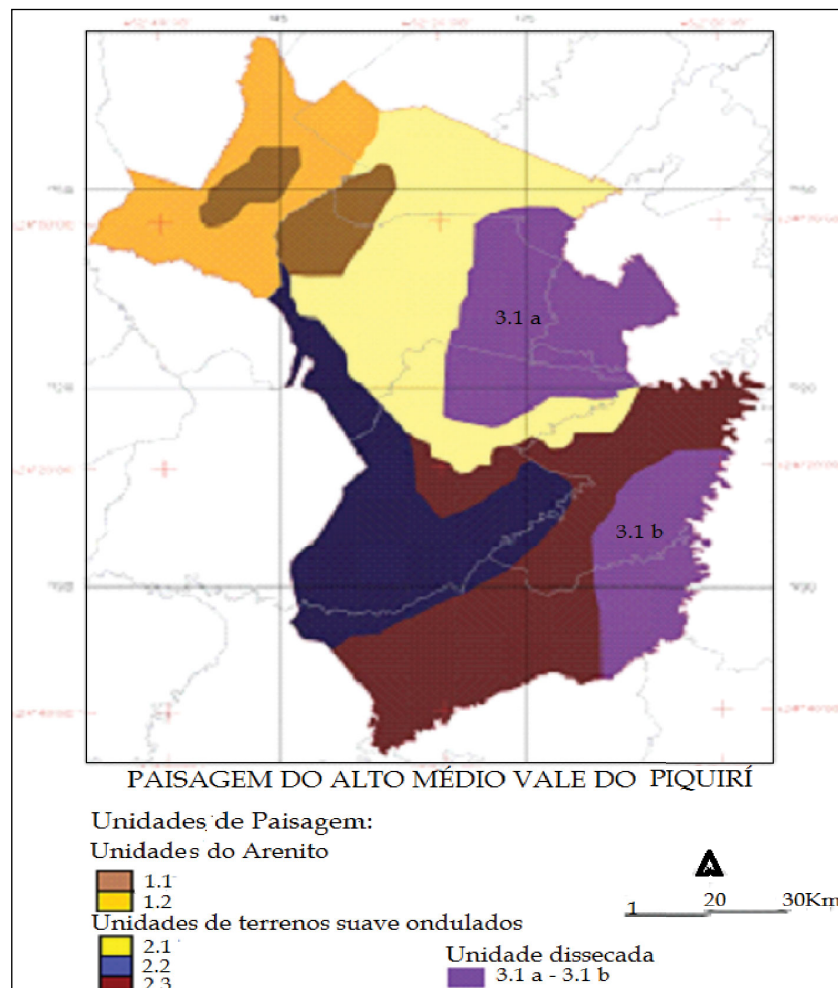 3.1 a
3.1 b
PAISAGEM DO ALTO MÉDIO VALE DO PIQUIRÍ
Unidades de Paisagem:
Unidades do Arenito
1.1
1.2
1 20 30Km
Unidades de terrenos suave ondulados
2.1
2.2
2.3
Unidade dissecada
3.1 a - 3.1 b